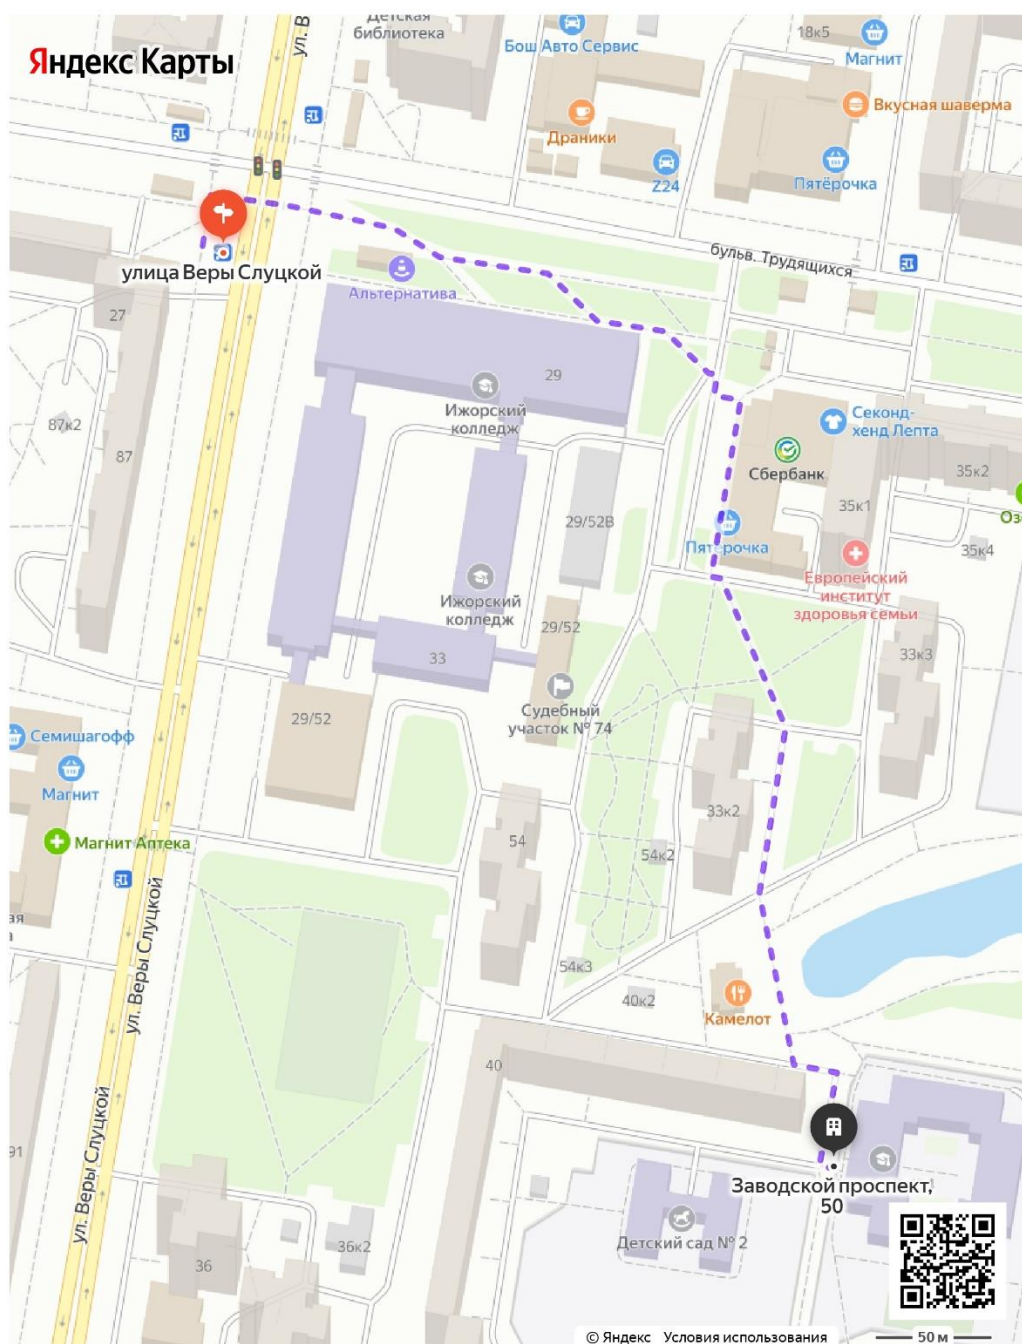 Яндекс Карты
ул. В
Детская
библиотека
Бош Авто Сервис
18к5
Магнит
Вкусная шаверма
Драники
Z24
Пятёрочка
бульв. Трудящихся
улица Веры Слуцкой
Альтернатива
27
29
Ижорский
колледж
Секонд-
хенд Лепта
87к2
87
Сбербанк
35к2
35к1
Оз
29/52В
Пятёрочка
35к4
Европейский
институт
здоровья семьи
Ижорский
колледж
29/52
33
33к3
Судебный
участок № 74
29/52
Семишагофф
Магнит
33к2
Магнит Аптека
54
54к2
ул. Веры Слуцкой
54к3
40к2
Камелот
40
ул. Веры Слуцкой
91
Заводской проспект,
50
Детский сад № 2
36к2
36
© Яндекс Условия использования
50 м